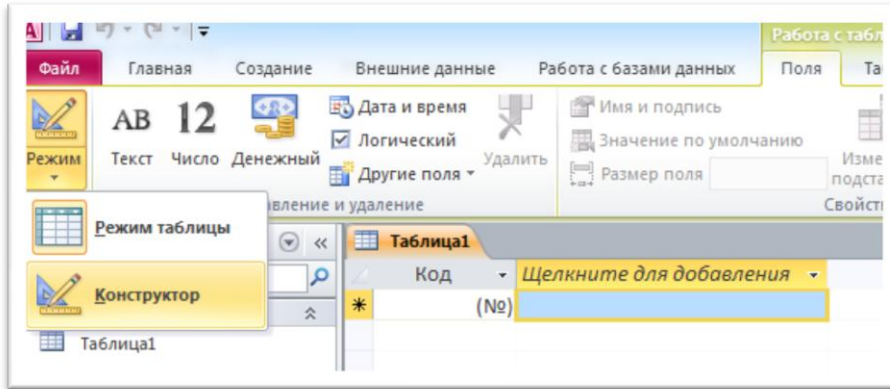 Работа с табл
Файл Главная Создание Внешние данные Работа с базами данных Поля Та
Режим
АВ Текст
12 Число
Денежный
Дата и время
Логический
Другие поля
Удалить
Имя и подпись
Значение по умолчанию
Размер поля
Изме
подста
вление и удаление
Свойст
Режим таблицы
Конструктор
Таблица1
Таблица1
Код Щелкните для добавления
(№)